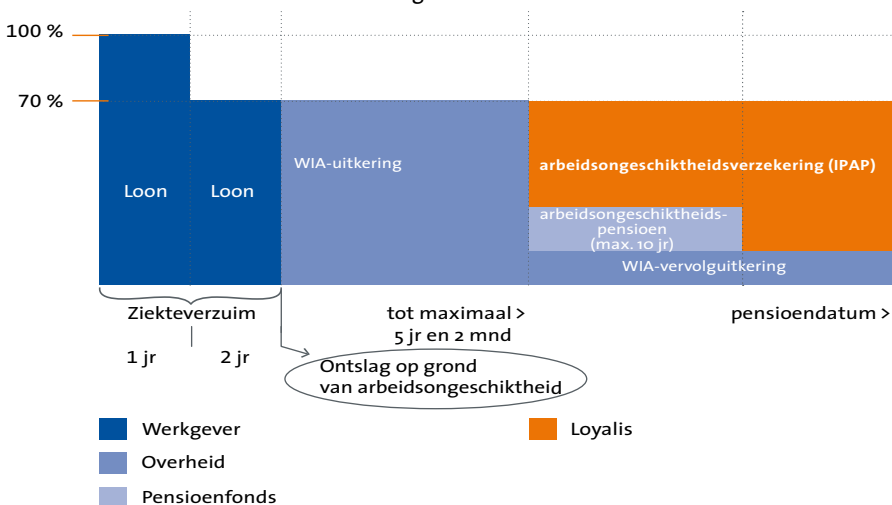 100 %
70 %
Loon
Loon
WIA-uitkering
arbeidsongeschiktheidsverzekering (IPAP)
arbeidsongeschiktheids-
pensioen
(max. 10 jr)
WIA-vervolguitkering
Ziekteverzuim
1 jr
2 jr
tot maximaal >
5 jr en 2 mnd
pensioendatum >
Ontslag op grond
van arbeidsongeschiktheid
Werkgever
Overheid
Pensioenfonds
Loyalis